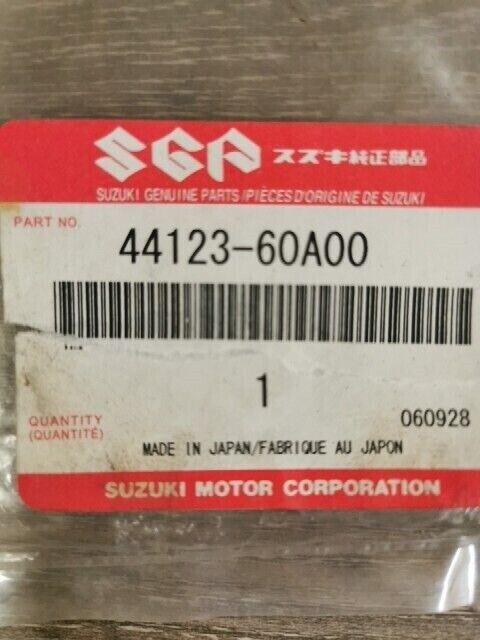 SGP スズキ純正部品
SUZUKI GENUINE PARTS/PIÈCES D'ORIGINE DE SUZUKI
PART NO.
44123-60A00
1
QUANTITY
(QUANTITÉ)
060928
MADE IN JAPAN/FABRIQUE AU JAPON
SUZUKI MOTOR CORPORATION